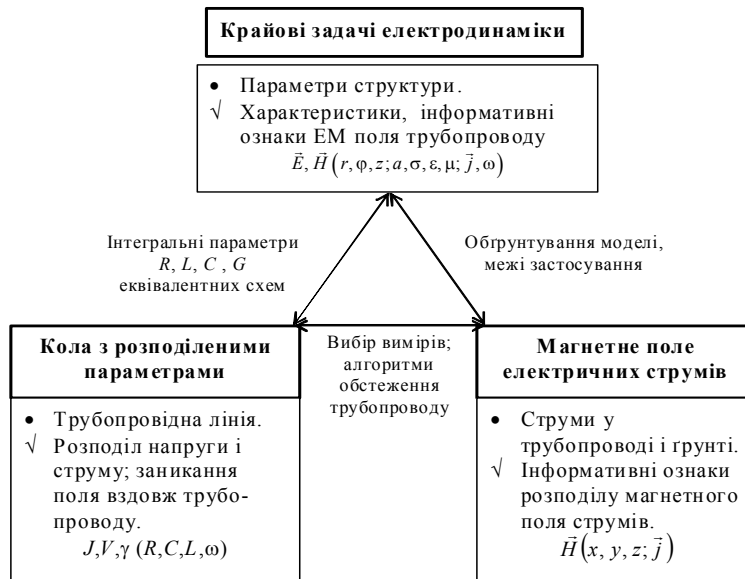 Крайові задачі електродинаміки
• Параметри структури.
√ Характеристики, інформативні
ознаки ЕМ поля трубопроводу
E⃗, H⃗ (r, φ, z; a, σ, ε, μ; j⃗, ω)
Інтегральні параметри
R, L, C , G
еквівалентних схем
Обґрунтування моделі,
межі застосування
Кола з розподіленими
параметрами
• Трубопровідна лінія.
√ Розподіл напруги і
струму; заникання
поля вздовж трубо-
проводу.
J,V,γ (R,C,L,ω)
Вибір вимірів;
алгоритми
обстеження
трубопроводу
Магнетне поле
електричних струмів
• Струми у
трубопроводі і ґрунті.
√ Інформативні ознаки
розподілу магнетного
поля струмів.
H⃗(x, y, z; j⃗)